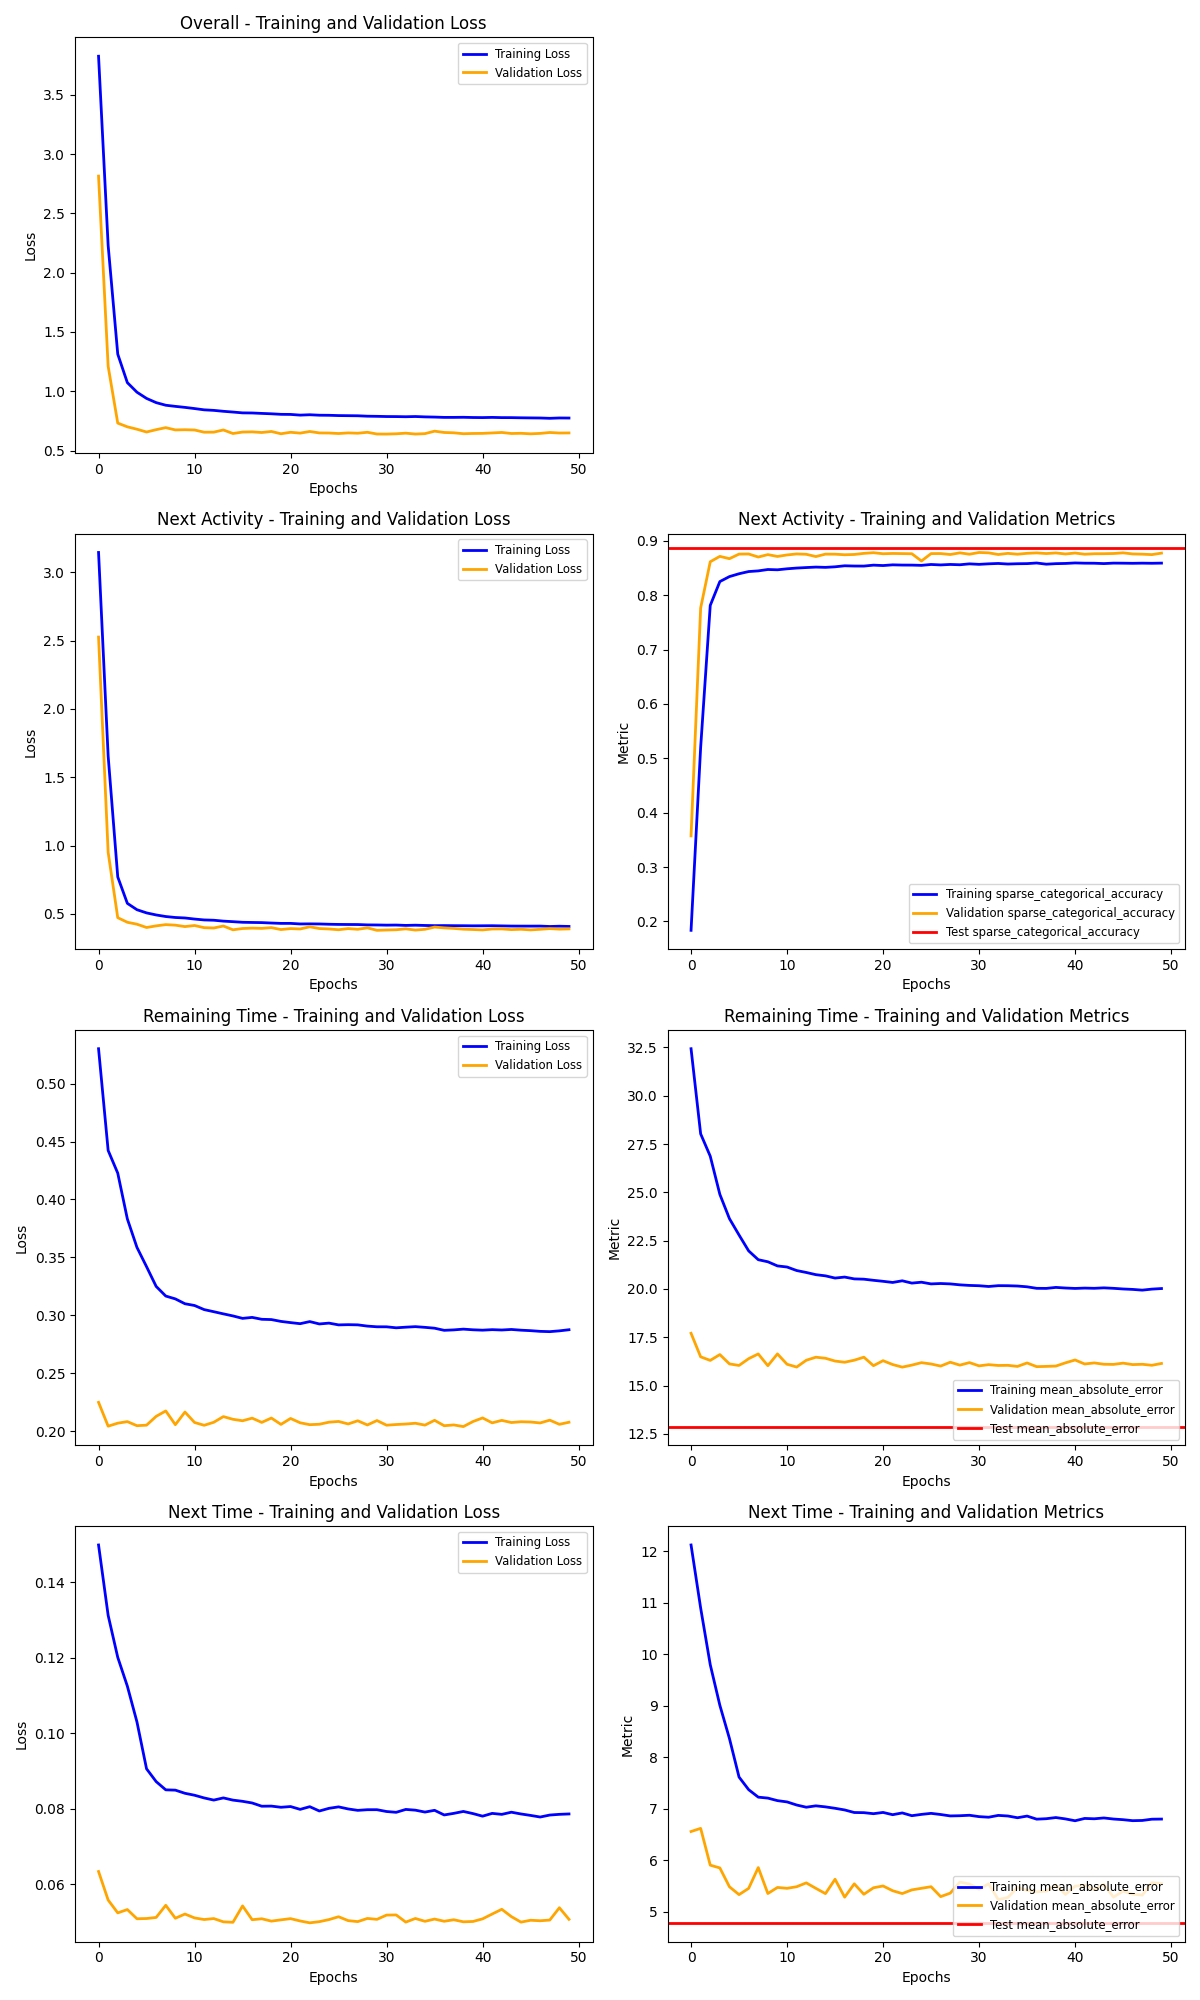 Overall - Training and Validation Loss
Training Loss
Validation Loss
3.5
3.0
2.5
2.0
1.5
1.0
0.5
Loss
0 10 20 30 40 50
Epochs
Next Activity - Training and Validation Loss
Training Loss
Validation Loss
3.0
2.5
2.0
1.5
1.0
0.5
Loss
0 10 20 30 40 50
Epochs
Next Activity - Training and Validation Metrics
0.9
0.8
0.7
0.6
0.5
0.4
0.3
0.2
Metric
Training sparse_categorical_accuracy
Validation sparse_categorical_accuracy
Test sparse_categorical_accuracy
0 10 20 30 40 50
Epochs
Remaining Time - Training and Validation Loss
Training Loss
Validation Loss
0.50
0.45
0.40
0.35
0.30
0.25
0.20
Loss
0 10 20 30 40 50
Epochs
Remaining Time - Training and Validation Metrics
32.5
30.0
27.5
25.0
22.5
20.0
17.5
15.0
12.5
Metric
Training mean_absolute_error
Validation mean_absolute_error
Test mean_absolute_error
0 10 20 30 40 50
Epochs
Next Time - Training and Validation Loss
Training Loss
Validation Loss
0.14
0.12
0.10
0.08
0.06
Loss
0 10 20 30 40 50
Epochs
Next Time - Training and Validation Metrics
12
11
10
9
8
7
6
5
Metric
Training mean_absolute_error
Validation mean_absolute_error
Test mean_absolute_error
0 10 20 30 40 50
Epochs